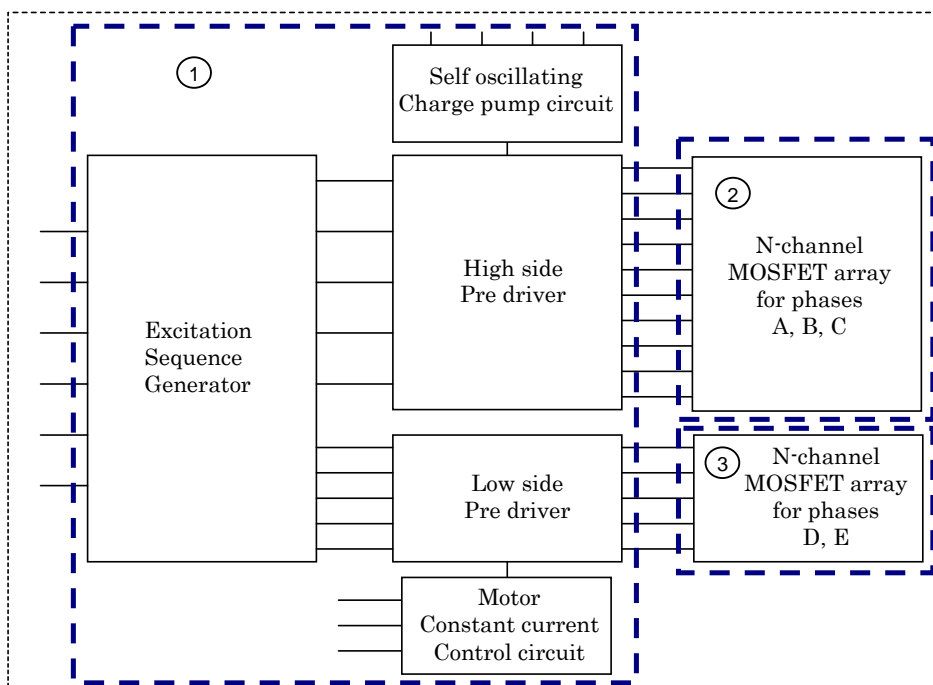 1
Self oscillating
Charge pump circuit
2
N-channel
MOSFET array
for phases
A, B, C
High side
Pre driver
Excitation
Sequence
Generator
3
N-channel
MOSFET array
for phases
D, E
Low side
Pre driver
Motor
Constant current
Control circuit